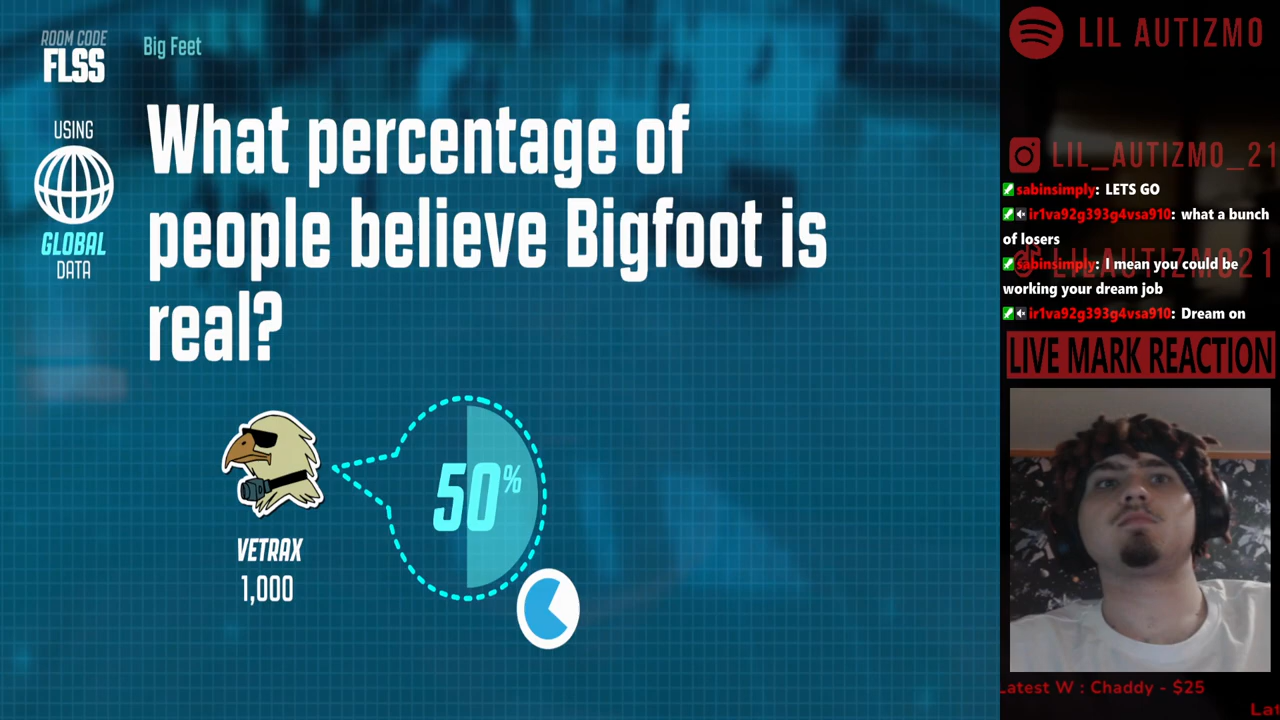 ROOM CODE
FLSS
Big Feet
USING
GLOBAL
DATA
What percentage of
people believe Bigfoot is
real?
50%
VETRAX
1,000
LIL AUTIZMO
LIL_AUTIZMO_21
sabinsimply: LETS GO
ir1va92g393g4vsa910: what a bunch
of losers
LILAUTIZMO21
sabinsimply: I mean you could be
working your dream job
ir1va92g393g4vsa910: Dream on
LIVE MARK REACTION
Latest W : Chaddy - $25
Lat